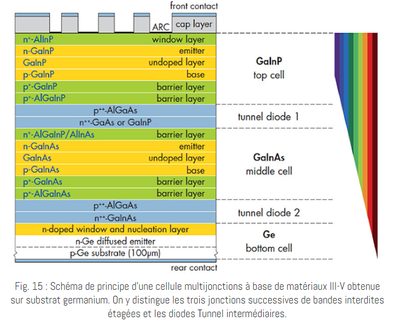 front contact
ARC
cap layer
n⁺-AlInP window layer
n-GaInP emitter
GaInP undoped layer
p-GaInP base
p⁺-GaInP barrier layer
p⁺-AlGaInP barrier layer
GaInP
top cell
p⁺⁺-AlGaAs
n⁺⁺-GaAs or GaInP
tunnel diode 1
n⁺-AlGaInP/AlInAs barrier layer
n-GaInAs emitter
GaInAs undoped layer
p-GaInAs base
p⁺-GaInAs barrier layer
p⁺-AlGaInAs barrier layer
GaInAs
middle cell
p⁺⁺-AlGaAs
n⁺⁺-GaInAs
tunnel diode 2
n-doped window and nucleation layer
n-Ge diffused emitter
p-Ge substrate (100µm)
Ge
bottom cell
rear contact
Fig. 15 : Schéma de principe d'une cellule multijonctions à base de matériaux III-V obtenue
sur substrat germanium. On y distingue les trois jonctions successives de bandes interdites
étagées et les diodes Tunnel intermédiaires.